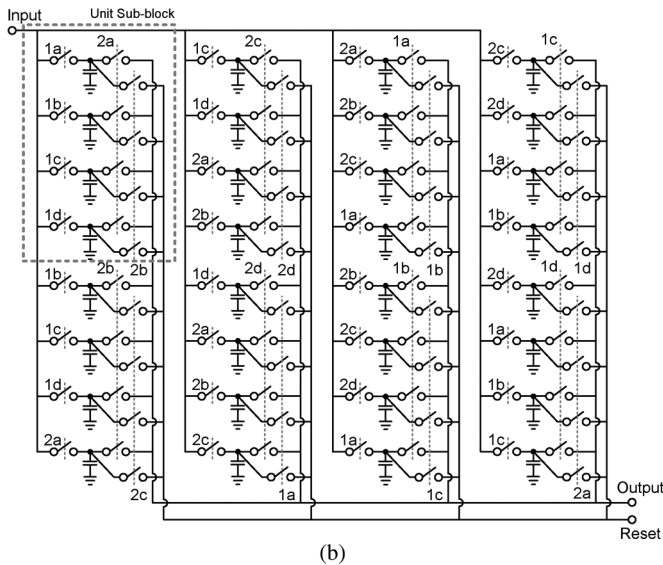 Input
Unit Sub-block
1a 2a 1c 2c 2a 1a 2c 1c
1b 1d 2b 2d
1c 2a 2c 1a
1d 2b 1a 1b
2b 2b 2d 2d 1b 1b 1d 1d
1b 1d 2b 2d
1c 2a 2c 1a
1d 2b 2d 1b
2a 2c 1a 1c
2c 1a 1c 2a
Output
Reset
(b)